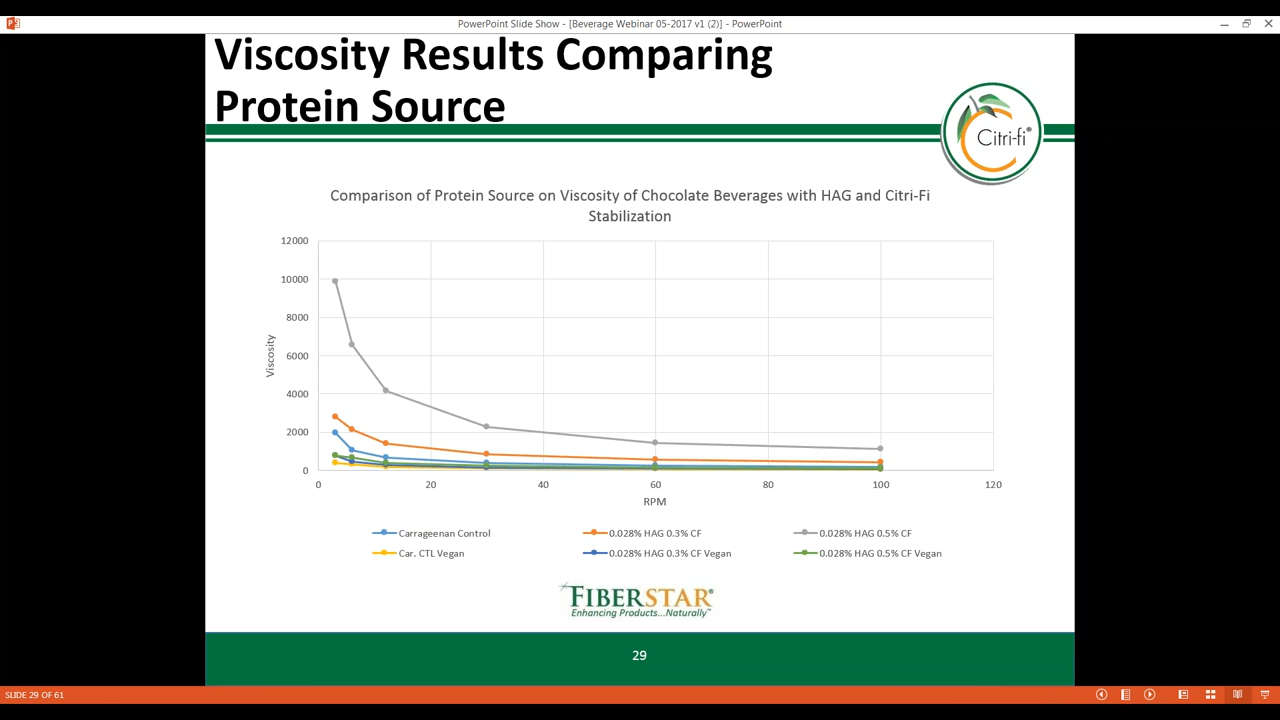 PowerPoint Slide Show - [Beverage Webinar 05-2017 v1 (2)] - PowerPoint
Viscosity Results Comparing
Protein Source
Citri-fi®
Comparison of Protein Source on Viscosity of Chocolate Beverages with HAG and Citri-Fi
Stabilization
12000
10000
8000
6000
4000
2000
0
Viscosity
0 20 40 60 80 100 120
RPM
Carrageenan Control 0.028% HAG 0.3% CF 0.028% HAG 0.5% CF
Car. CTL Vegan 0.028% HAG 0.3% CF Vegan 0.028% HAG 0.5% CF Vegan
FIBERSTAR®
Enhancing Products...Naturally™
29
SLIDE 29 OF 61